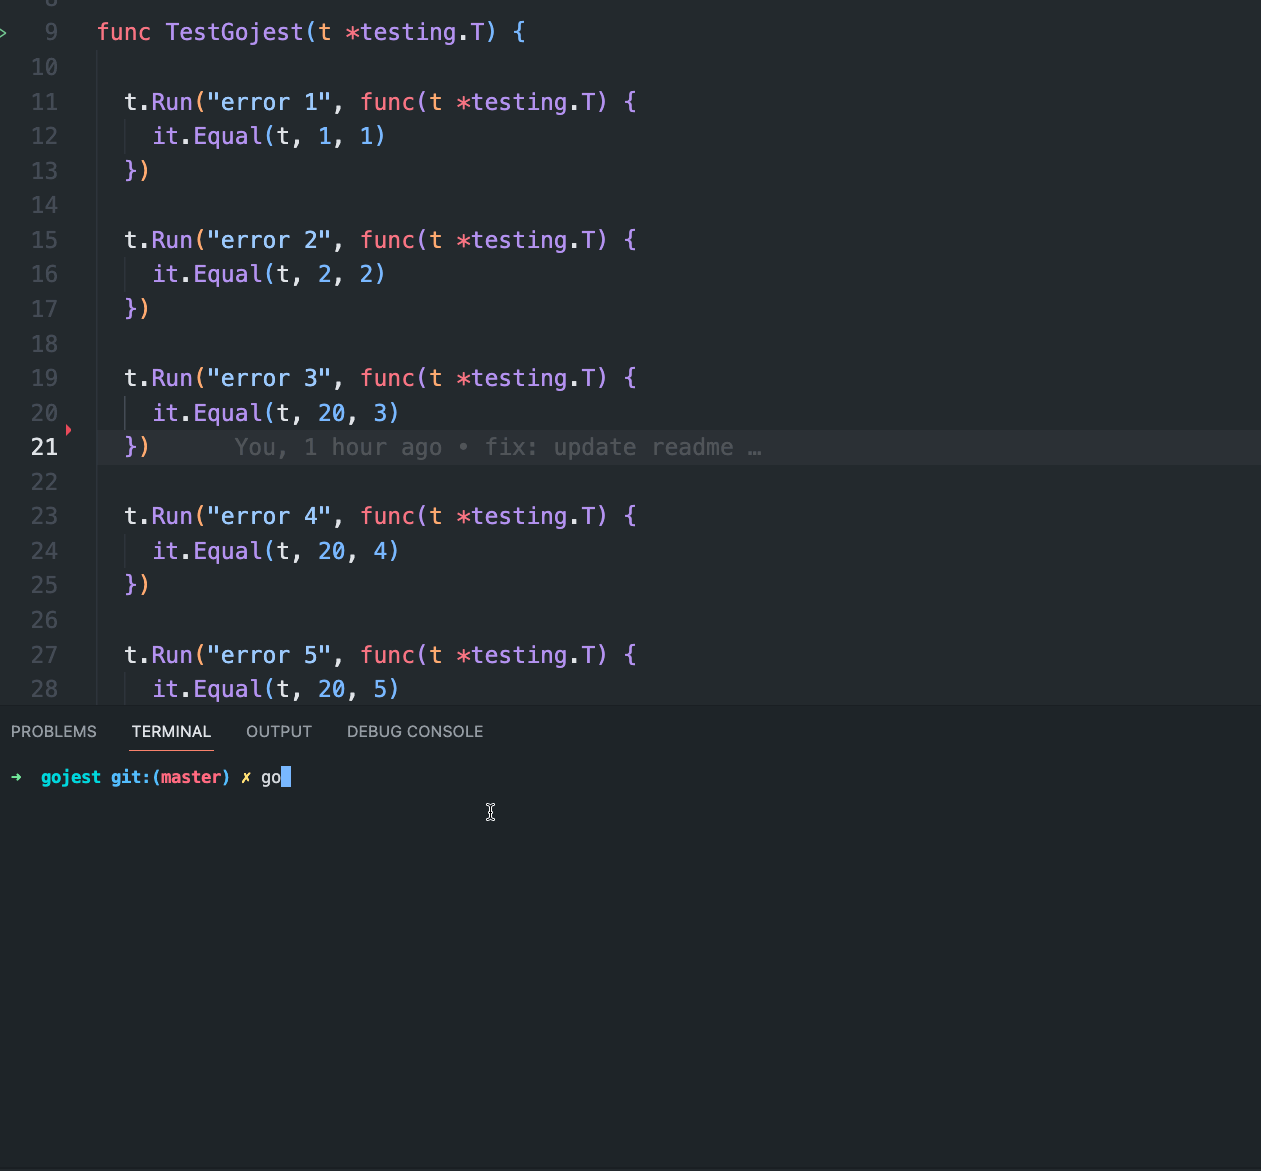 9 func TestGojest(t *testing.T) {
10
11 t.Run("error 1", func(t *testing.T) {
12 it.Equal(t, 1, 1)
13 })
14
15 t.Run("error 2", func(t *testing.T) {
16 it.Equal(t, 2, 2)
17 })
18
19 t.Run("error 3", func(t *testing.T) {
20 it.Equal(t, 20, 3)
21 }) You, 1 hour ago • fix: update readme …
22
23 t.Run("error 4", func(t *testing.T) {
24 it.Equal(t, 20, 4)
25 })
26
27 t.Run("error 5", func(t *testing.T) {
28 it.Equal(t, 20, 5)
PROBLEMS TERMINAL OUTPUT DEBUG CONSOLE
➜ gojest git:(master) ✗ go